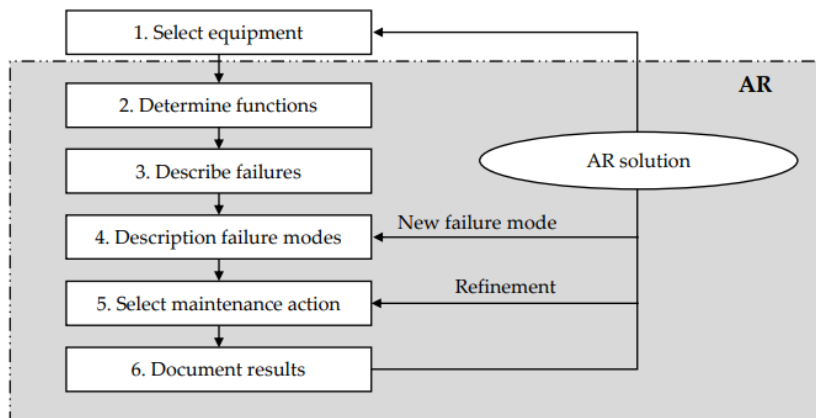 1. Select equipment
AR
2. Determine functions
AR solution
3. Describe failures
New failure mode
4. Description failure modes
Refinement
5. Select maintenance action
6. Document results